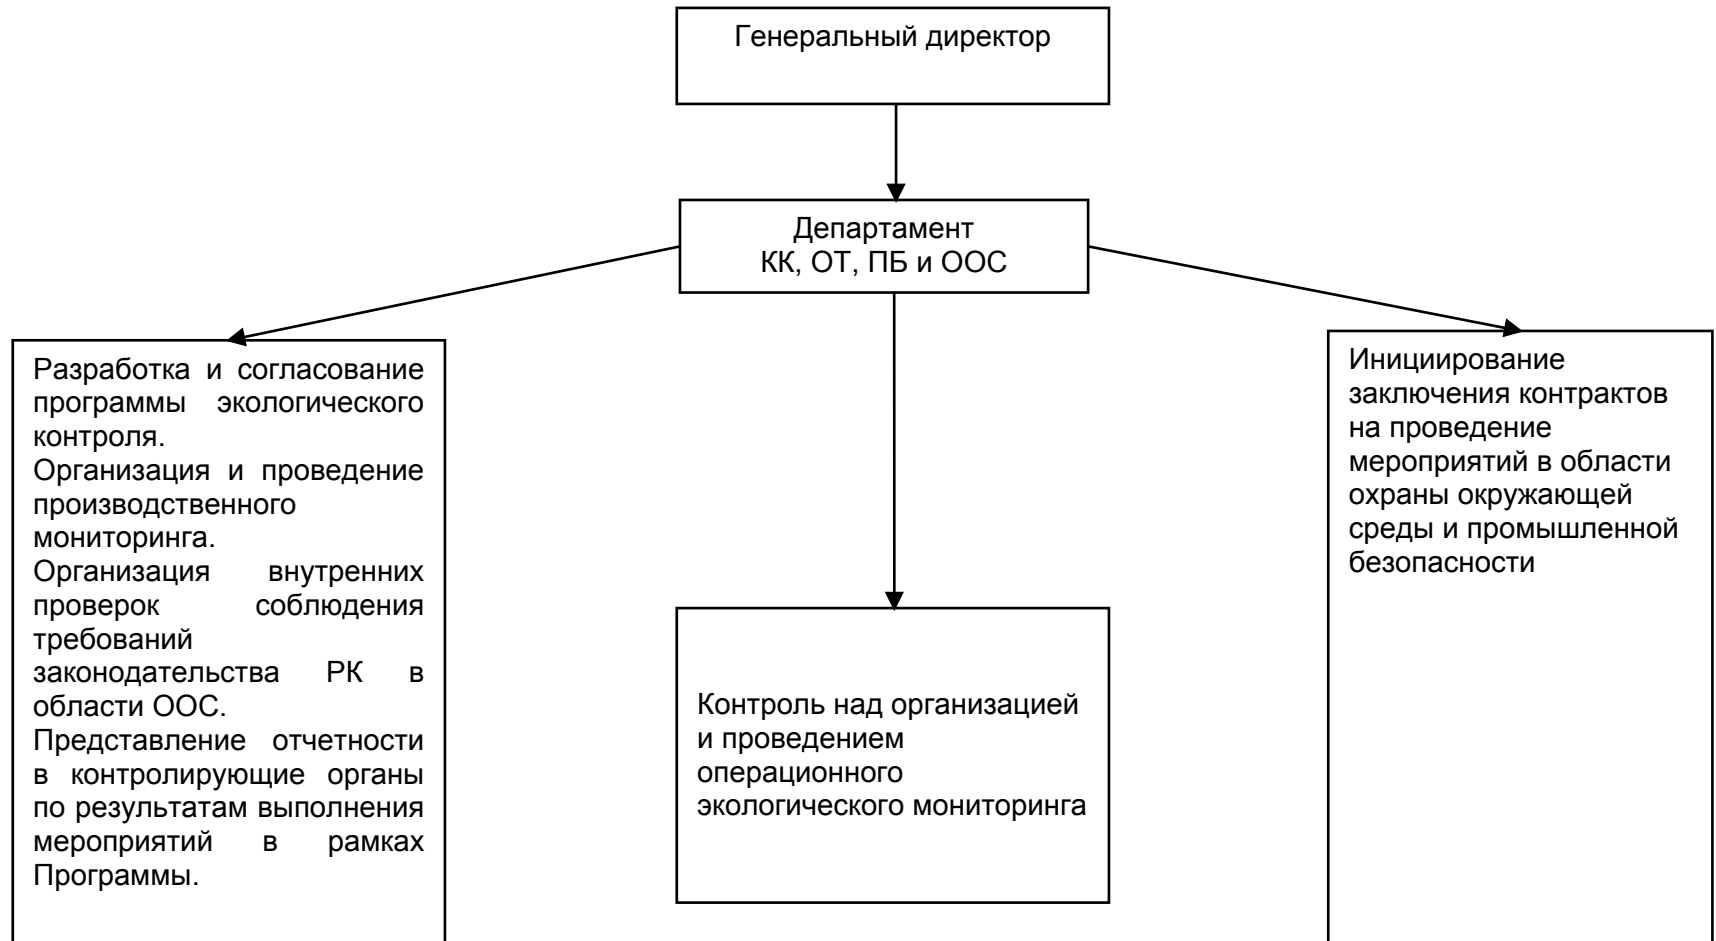 Генеральный директор
Департамент
КК, ОТ, ПБ и ООС
Разработка и согласование
программы экологического
контроля.
Организация и проведение
производственного
мониторинга.
Организация внутренних
проверок соблюдения
требований
законодательства РК в
области ООС.
Представление отчетности
в контролирующие органы
по результатам выполнения
мероприятий в рамках
Программы.
Контроль над организацией
и проведением
операционного
экологического мониторинга
Инициирование
заключения контрактов
на проведение
мероприятий в области
охраны окружающей
среды и промышленной
безопасности